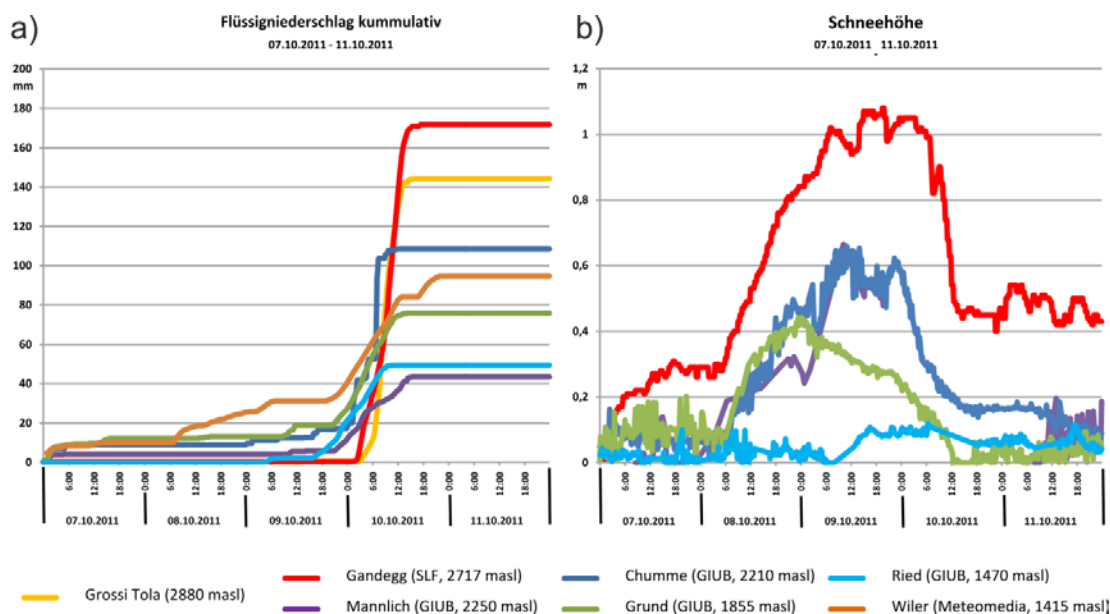 a)
Flüssigniederschlag kummulativ
07.10.2011 - 11.10.2011
200
mm
180
160
140
120
100
80
60
40
20
0
6:00 12:00 18:00 0:00 6:00 12:00 18:00 0:00 6:00 12:00 18:00 0:00 6:00 12:00 18:00 0:00 6:00 12:00 18:00
07.10.2011 08.10.2011 09.10.2011 10.10.2011 11.10.2011
b)
Schneehöhe
07.10.2011 - 11.10.2011
1,2
m
1
0,8
0,6
0,4
0,2
0
6:00 12:00 18:00 0:00 6:00 12:00 18:00 0:00 6:00 12:00 18:00 0:00 6:00 12:00 18:00 0:00 6:00 12:00 18:00
07.10.2011 08.10.2011 09.10.2011 10.10.2011 11.10.2011
Grossi Tola (2880 masl)
Gandegg (SLF, 2717 masl)
Mannlich (GIUB, 2250 masl)
Chumme (GIUB, 2210 masl)
Grund (GIUB, 1855 masl)
Ried (GIUB, 1470 masl)
Wiler (Meteomedia, 1415 masl)